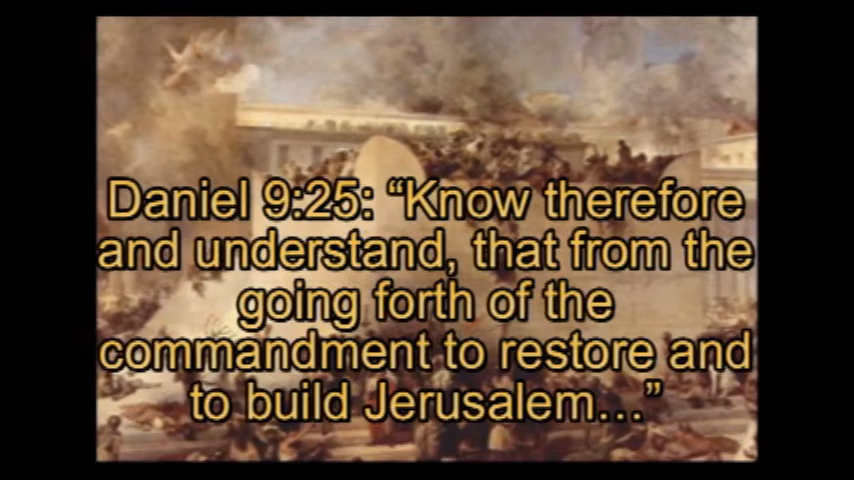 Daniel 9:25: “Know therefore
and understand, that from the
going forth of the
commandment to restore and
to build Jerusalem…”